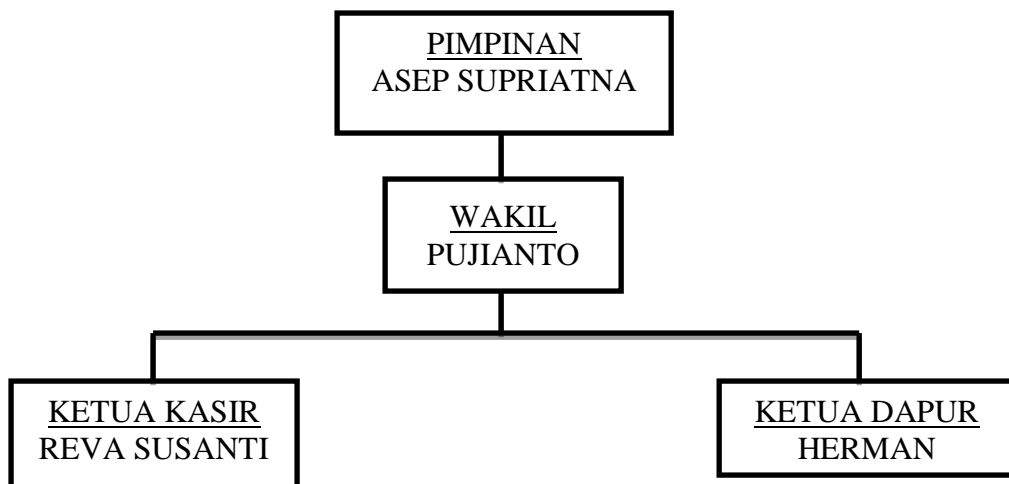 PIMPINAN
ASEP SUPRIATNA
WAKIL
PUJIANTO
KETUA KASIR
REVA SUSANTI
KETUA DAPUR
HERMAN